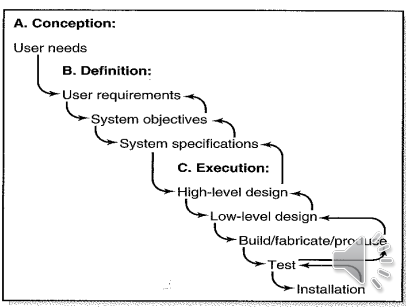 A. Conception:
User needs
B. Definition:
User requirements
System objectives
System specifications
C. Execution:
High-level design
Low-level design
Build/fabricate/produce
Test
Installation